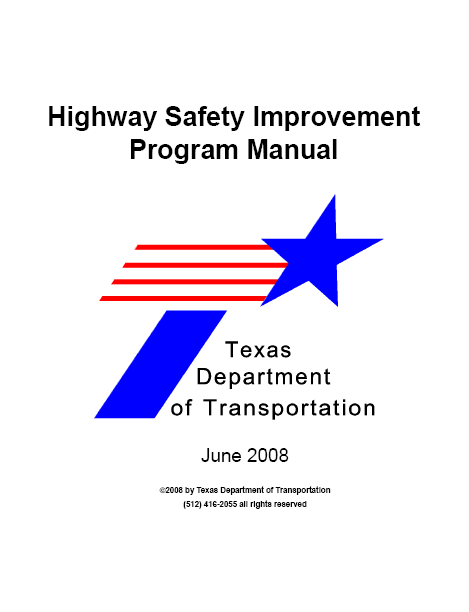 Highway Safety Improvement
Program Manual
Texas
Department
of Transportation
June 2008
©2008 by Texas Department of Transportation
(512) 416-2055 all rights reserved